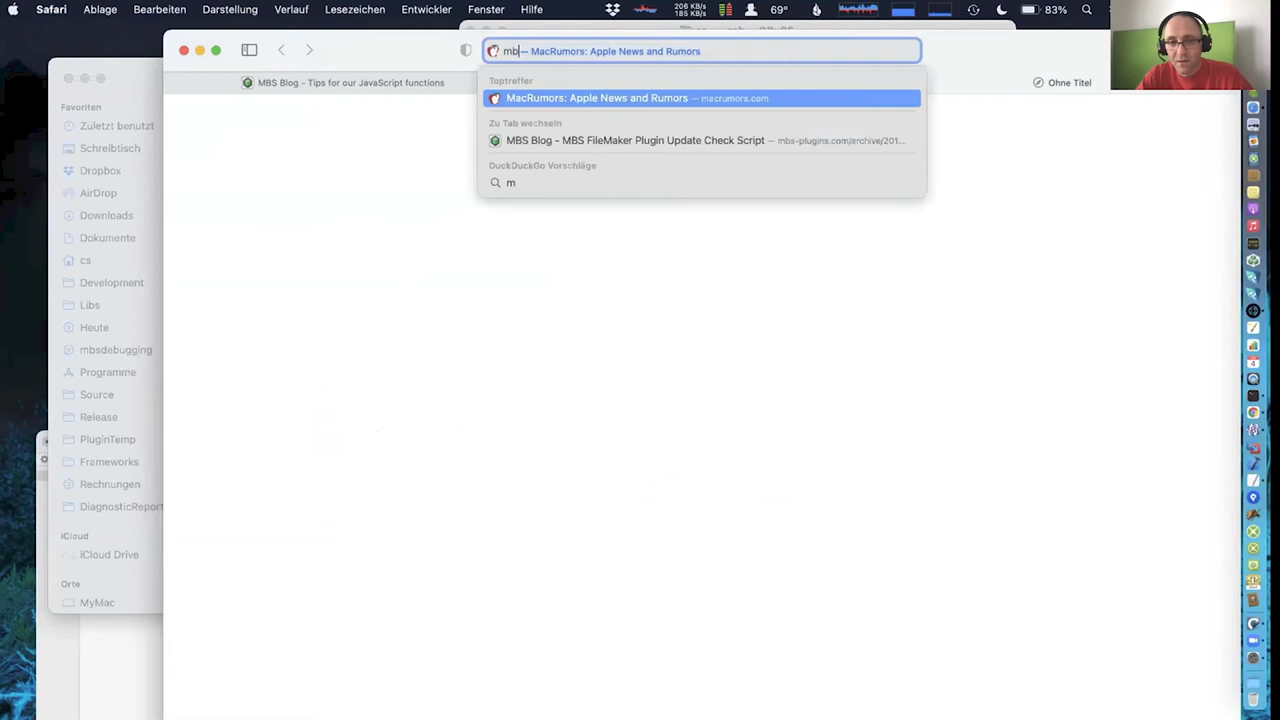 Safari Ablage Bearbeiten Darstellung Verlauf Lesezeichen Entwickler Fenster Hilfe 206 KB/s 185 KB/s 69° 83%
mb — MacRumors: Apple News and Rumors
MBS Blog - Tips for our JavaScript functions
Ohne Titel
Toptreffer
MacRumors: Apple News and Rumors — macrumors.com
Zu Tab wechseln
MBS Blog - MBS FileMaker Plugin Update Check Script — mbs-plugins.com/archive/201...
DuckDuckGo Vorschläge
m
Favoriten
Zuletzt benutzt
Schreibtisch
Dropbox
AirDrop
Downloads
Dokumente
cs
Development
Libs
Heute
mbsdebugging
Programme
Source
Release
PluginTemp
Frameworks
Rechnungen
DiagnosticReport
iCloud
iCloud Drive
Orte
MyMac